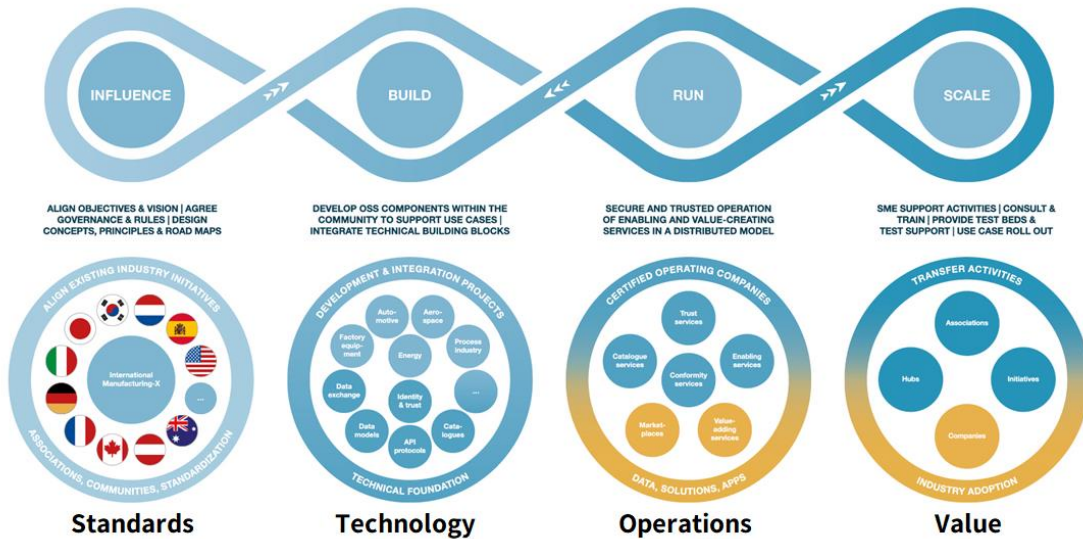 INFLUENCE
BUILD
RUN
SCALE
ALIGN OBJECTIVES & VISION | AGREE
GOVERNANCE & RULES | DESIGN
CONCEPTS, PRINCIPLES & ROAD MAPS
DEVELOP OSS COMPONENTS WITHIN THE
COMMUNITY TO SUPPORT USE CASES |
INTEGRATE TECHNICAL BUILDING BLOCKS
SECURE AND TRUSTED OPERATION
OF ENABLING AND VALUE-CREATING
SERVICES IN A DISTRIBUTED MODEL
SME SUPPORT ACTIVITIES | CONSULT &
TRAIN | PROVIDE TEST BEDS &
TEST SUPPORT | USE CASE ROLL OUT
ALIGN EXISTING INDUSTRY INITIATIVES
International
Manufacturing-X
...
ASSOCIATIONS, COMMUNITIES, STANDARDIZATION
DEVELOPMENT & INTEGRATION PROJECTS
Auto-
motive
Aero-
space
Factory
equip-
ment
Energy
Process
industry
Data
exchange
Identity
& trust
...
Data
models
API
protocols
Cata-
logues
TECHNICAL FOUNDATION
CERTIFIED OPERATING COMPANIES
Trust
services
Catalogue
services
Conformity
services
Enabling
services
Market-
places
Value-
adding
services
DATA, SOLUTIONS, APPS
TRANSFER ACTIVITIES
Associations
Hubs
Initiatives
Companies
INDUSTRY ADOPTION
Standards
Technology
Operations
Value